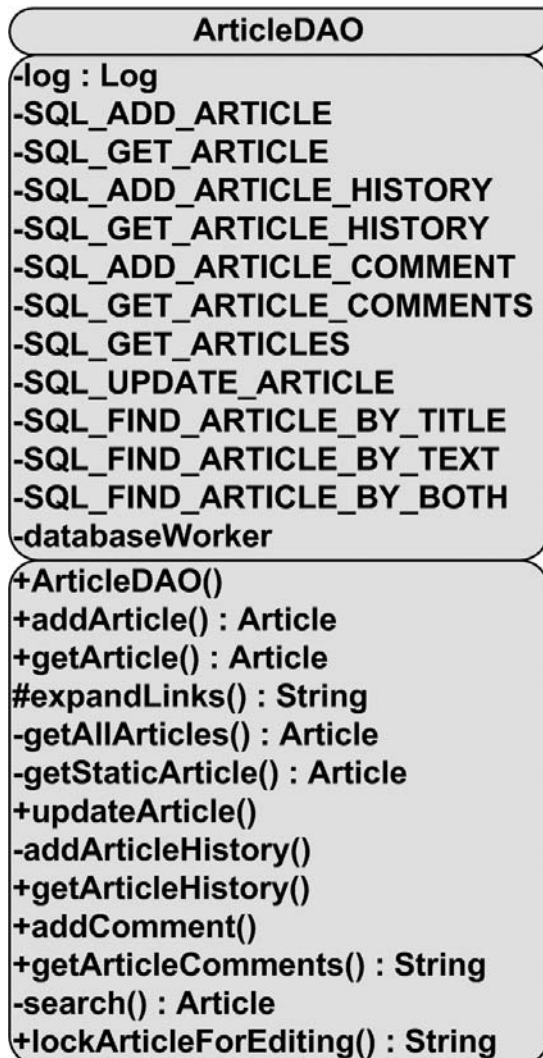 ArticleDAO
-log : Log
-SQL_ADD_ARTICLE
-SQL_GET_ARTICLE
-SQL_ADD_ARTICLE_HISTORY
-SQL_GET_ARTICLE_HISTORY
-SQL_ADD_ARTICLE_COMMENT
-SQL_GET_ARTICLE_COMMENTS
-SQL_GET_ARTICLES
-SQL_UPDATE_ARTICLE
-SQL_FIND_ARTICLE_BY_TITLE
-SQL_FIND_ARTICLE_BY_TEXT
-SQL_FIND_ARTICLE_BY_BOTH
-databaseWorker
+ArticleDAO()
+addArticle() : Article
+getArticle() : Article
#expandLinks() : String
-getAllArticles() : Article
-getStaticArticle() : Article
+updateArticle()
-addArticleHistory()
+getArticleHistory()
+addComment()
+getArticleComments() : String
-search() : Article
+lockArticleForEditing() : String